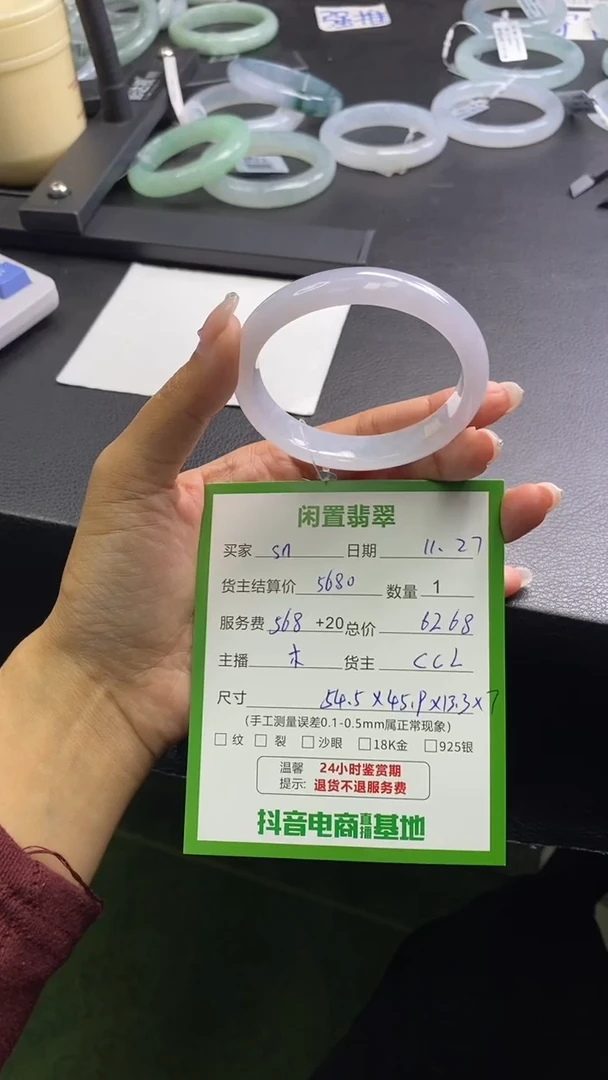 强推
闲置翡翠
买家 sn 日期 11.27
货主结算价 5680 数量 1
服务费 568 +20 总价 6268
主播 木 货主 CCL
尺寸 54.5×45.9×13.3×7
(手工测量误差0.1-0.5mm属正常现象)
□ 纹 □ 裂 □ 沙眼 □ 18K金 □ 925银
温馨 24小时鉴赏期
提示: 退货不退服务费
抖音电商直播基地